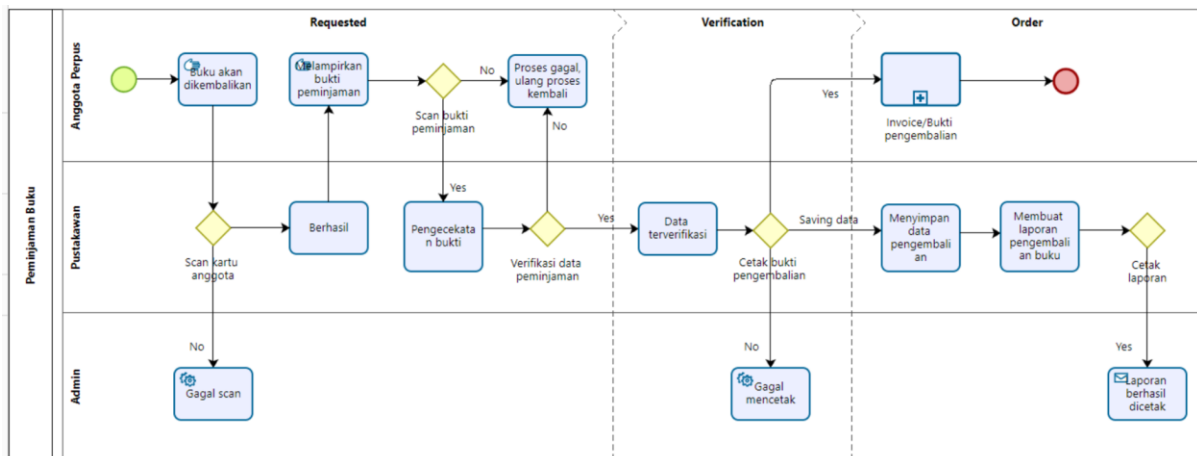 Requested
Verification
Order
Peminjaman Buku
Anggota Perpus
Buku akan
dikembalikan
Melampirkan
bukti
peminjaman
Scan bukti
peminjaman
No
Proses gagal,
ulang proses
kembali
No
Yes
Yes
Invoice/Bukti
pengembalian
Pustakawan
Scan kartu
anggota
Berhasil
Pengecekata
n bukti
Verifikasi data
peminjaman
Yes
Data
terverifikasi
Cetak bukti
pengembalian
Saving data
Menyimpan
data
pengembali
an
Membuat
laporan
pengembali
an buku
Cetak
laporan
Admin
No
Gagal scan
No
Gagal
mencetak
Yes
Laporan
berhasil
dicetak